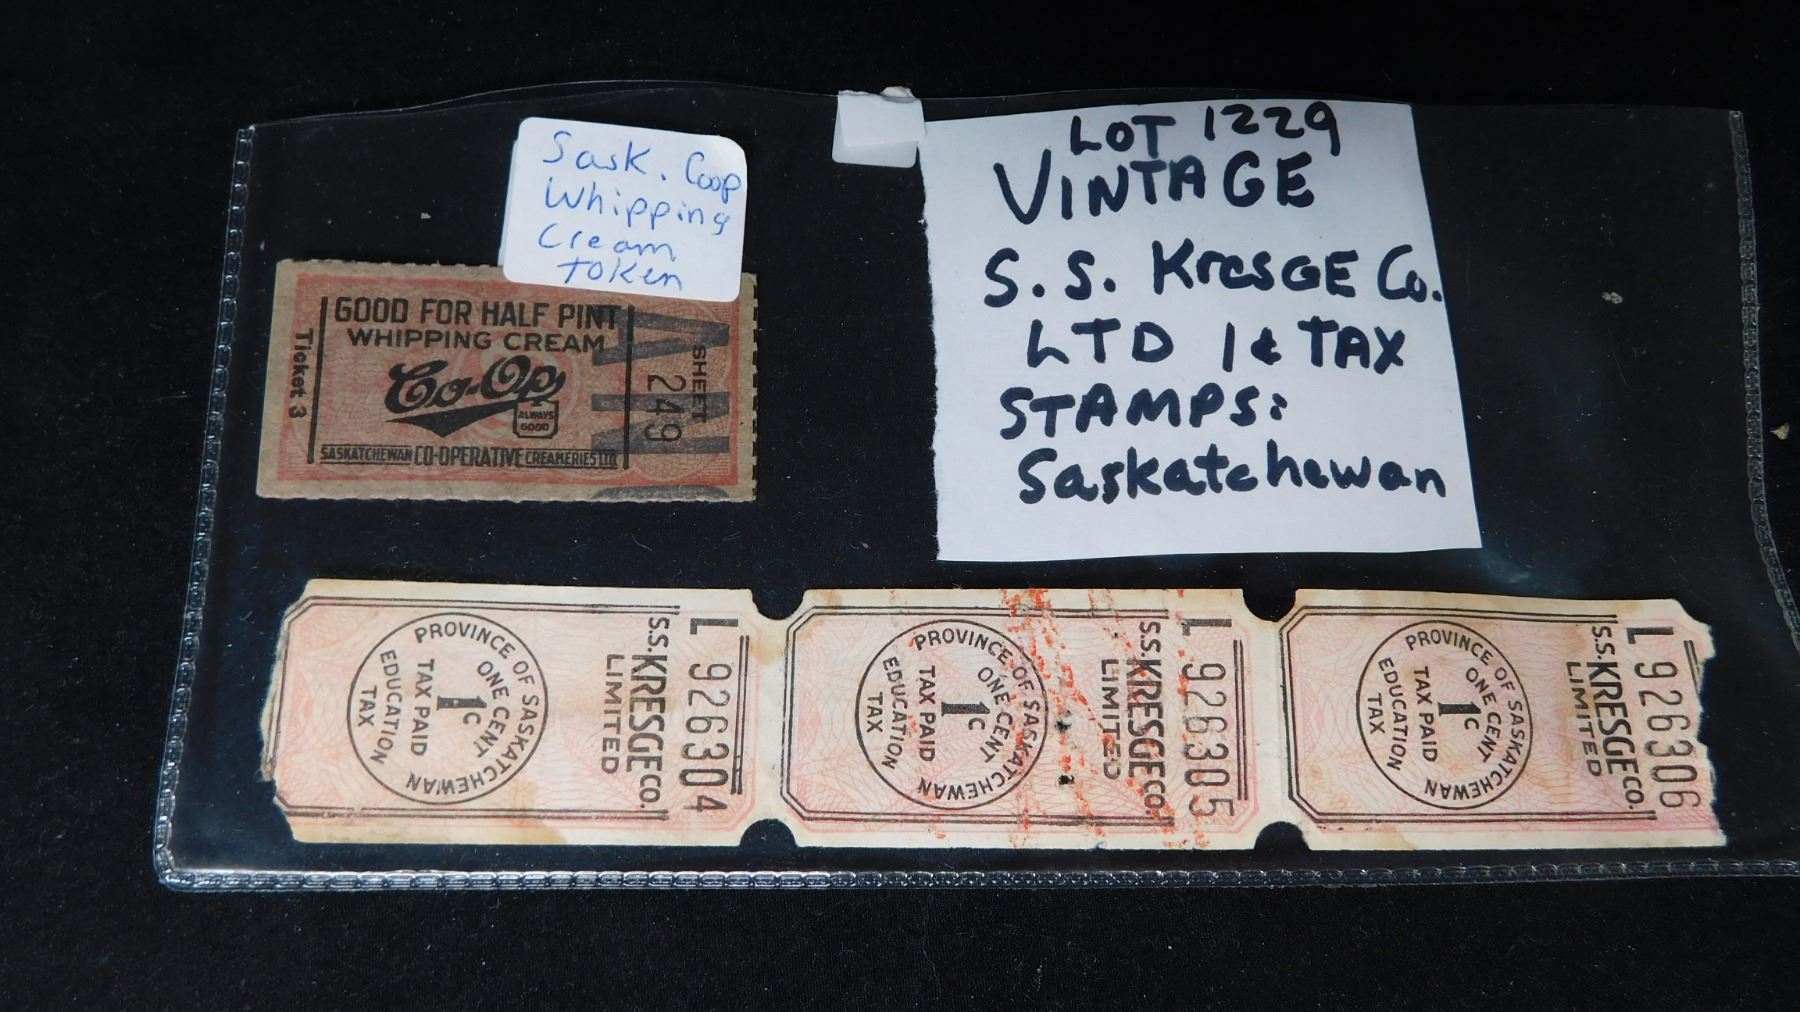 Sask. Coop
Whipping
Cream
Token
LOT 1229
VINTAGE
S.S. KresGE Co.
LTD 1¢ TAX
STAMPS:
Saskatchewan
GOOD FOR HALF PINT
WHIPPING CREAM
Co-Op
ALWAYS
GOOD
SASKATCHEWAN CO-OPERATIVE CREAMERIES LTD.
Ticket 3
SHEET
249
PROVINCE OF SASKATCHEWAN
ONE CENT
1c
TAX PAID
EDUCATION
TAX
S.S. KRESGE CO.
LIMITED
L 926304
PROVINCE OF SASKATCHEWAN
ONE CENT
1c
TAX PAID
EDUCATION
TAX
S.S. KRESGE CO.
LIMITED
L 926305
PROVINCE OF SASKATCHEWAN
ONE CENT
1c
TAX PAID
EDUCATION
TAX
S.S. KRESGE CO.
LIMITED
L 926306